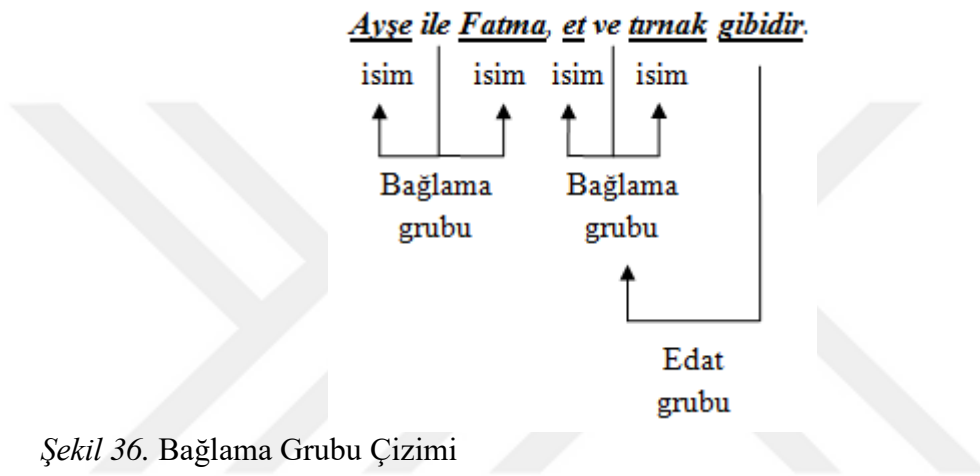 Ayşe ile Fatma, et ve tırnak gibidir.
isim isim isim isim
Bağlama Bağlama
grubu grubu
Edat
grubu
Şekil 36. Bağlama Grubu Çizimi